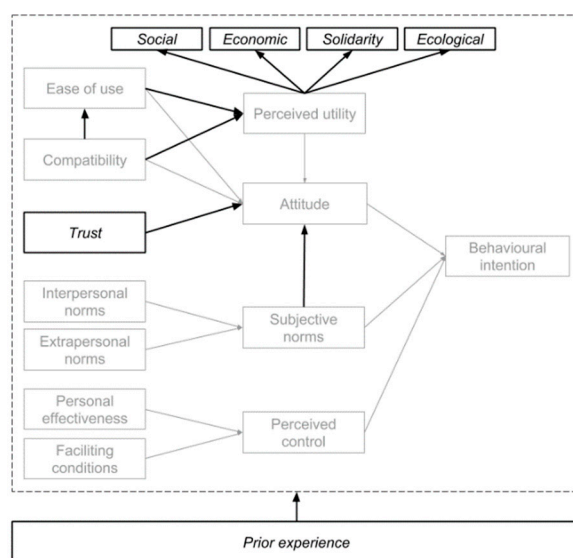 Social
Economic
Solidarity
Ecological
Ease of use
Perceived utility
Compatibility
Attitude
Trust
Behavioural
intention
Interpersonal
norms
Subjective
norms
Extrapersonal
norms
Personal
effectiveness
Perceived
control
Faciliting
conditions
Prior experience